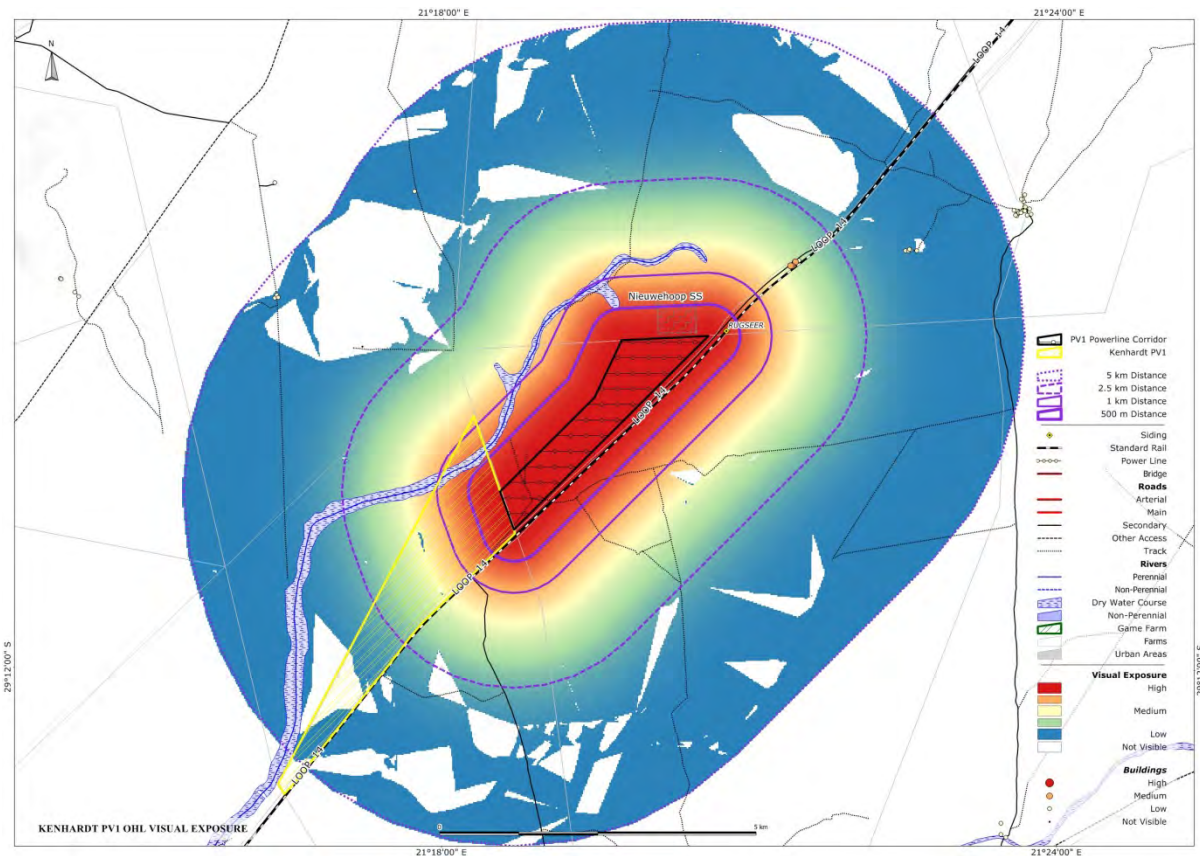 21°18'00" E
21°24'00" E
N
LOOP 14
LOOP 14
Nieuwehoop SS
RUGSEER
LOOP 14
LOOP 14
LOOP 14
PV1 Powerline Corridor
Kenhardt PV1
5 km Distance
2.5 km Distance
1 km Distance
500 m Distance
Siding
Standard Rail
Power Line
Bridge
Roads
Arterial
Main
Secondary
Other Access
Track
Rivers
Perennial
Non-Perennial
Dry Water Course
Non-Perennial
Game Farm
Farms
Urban Areas
Visual Exposure
High
Medium
Low
Not Visible
Buildings
High
Medium
Low
Not Visible
29°12'00" S
KENHARDT PV1 OHL VISUAL EXPOSURE
0
5 km
21°18'00" E
21°24'00" E